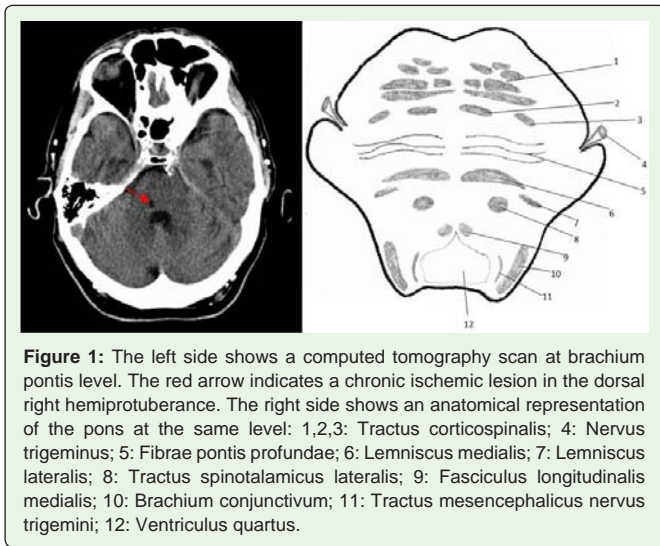 1
2
3
4
5
6
7
8
9
10
11
12
Figure 1: The left side shows a computed tomography scan at brachium
pontis level. The red arrow indicates a chronic ischemic lesion in the dorsal
right hemiprotuberance. The right side shows an anatomical representation
of the pons at the same level: 1,2,3: Tractus corticospinalis; 4: Nervus
trigeminus; 5: Fibrae pontis profundae; 6: Lemniscus medialis; 7: Lemniscus
lateralis; 8: Tractus spinotalamicus lateralis; 9: Fasciculus longitudinalis
medialis; 10: Brachium conjunctivum; 11: Tractus mesencephalicus nervus
trigemini; 12: Ventriculus quartus.